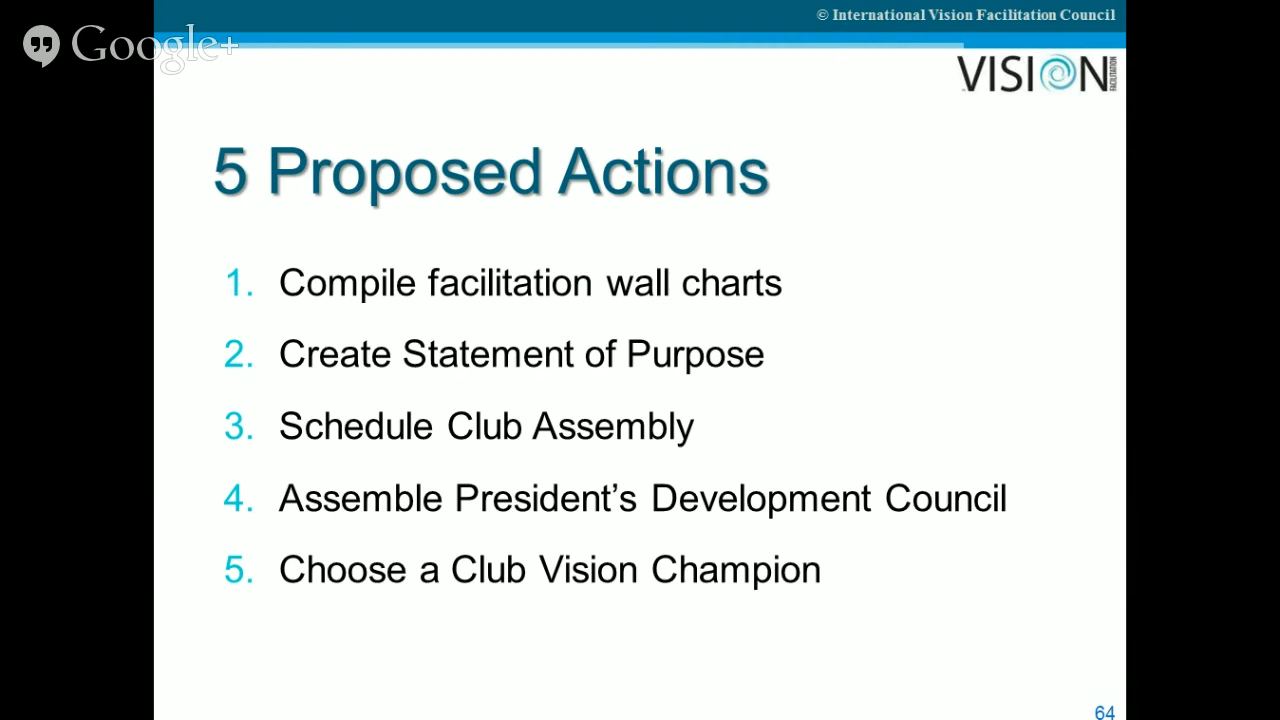 © International Vision Facilitation Council
Google+
VISION
FACILITATION
5 Proposed Actions
1. Compile facilitation wall charts
2. Create Statement of Purpose
3. Schedule Club Assembly
4. Assemble President’s Development Council
5. Choose a Club Vision Champion
64